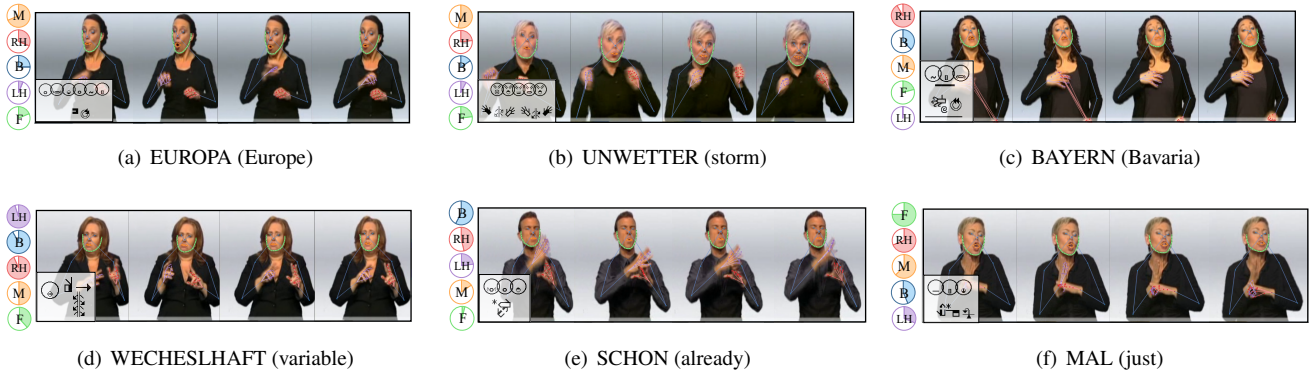 M
RH
B
LH
F
(a) EUROPA (Europe)
M
RH
B
LH
F
(b) UNWETTER (storm)
RH
B
M
F
LH
(c) BAYERN (Bavaria)
LH
B
RH
M
F
(d) WECHESLHAFT (variable)
B
RH
LH
M
F
(e) SCHON (already)
F
RH
M
B
LH
(f) MAL (just)